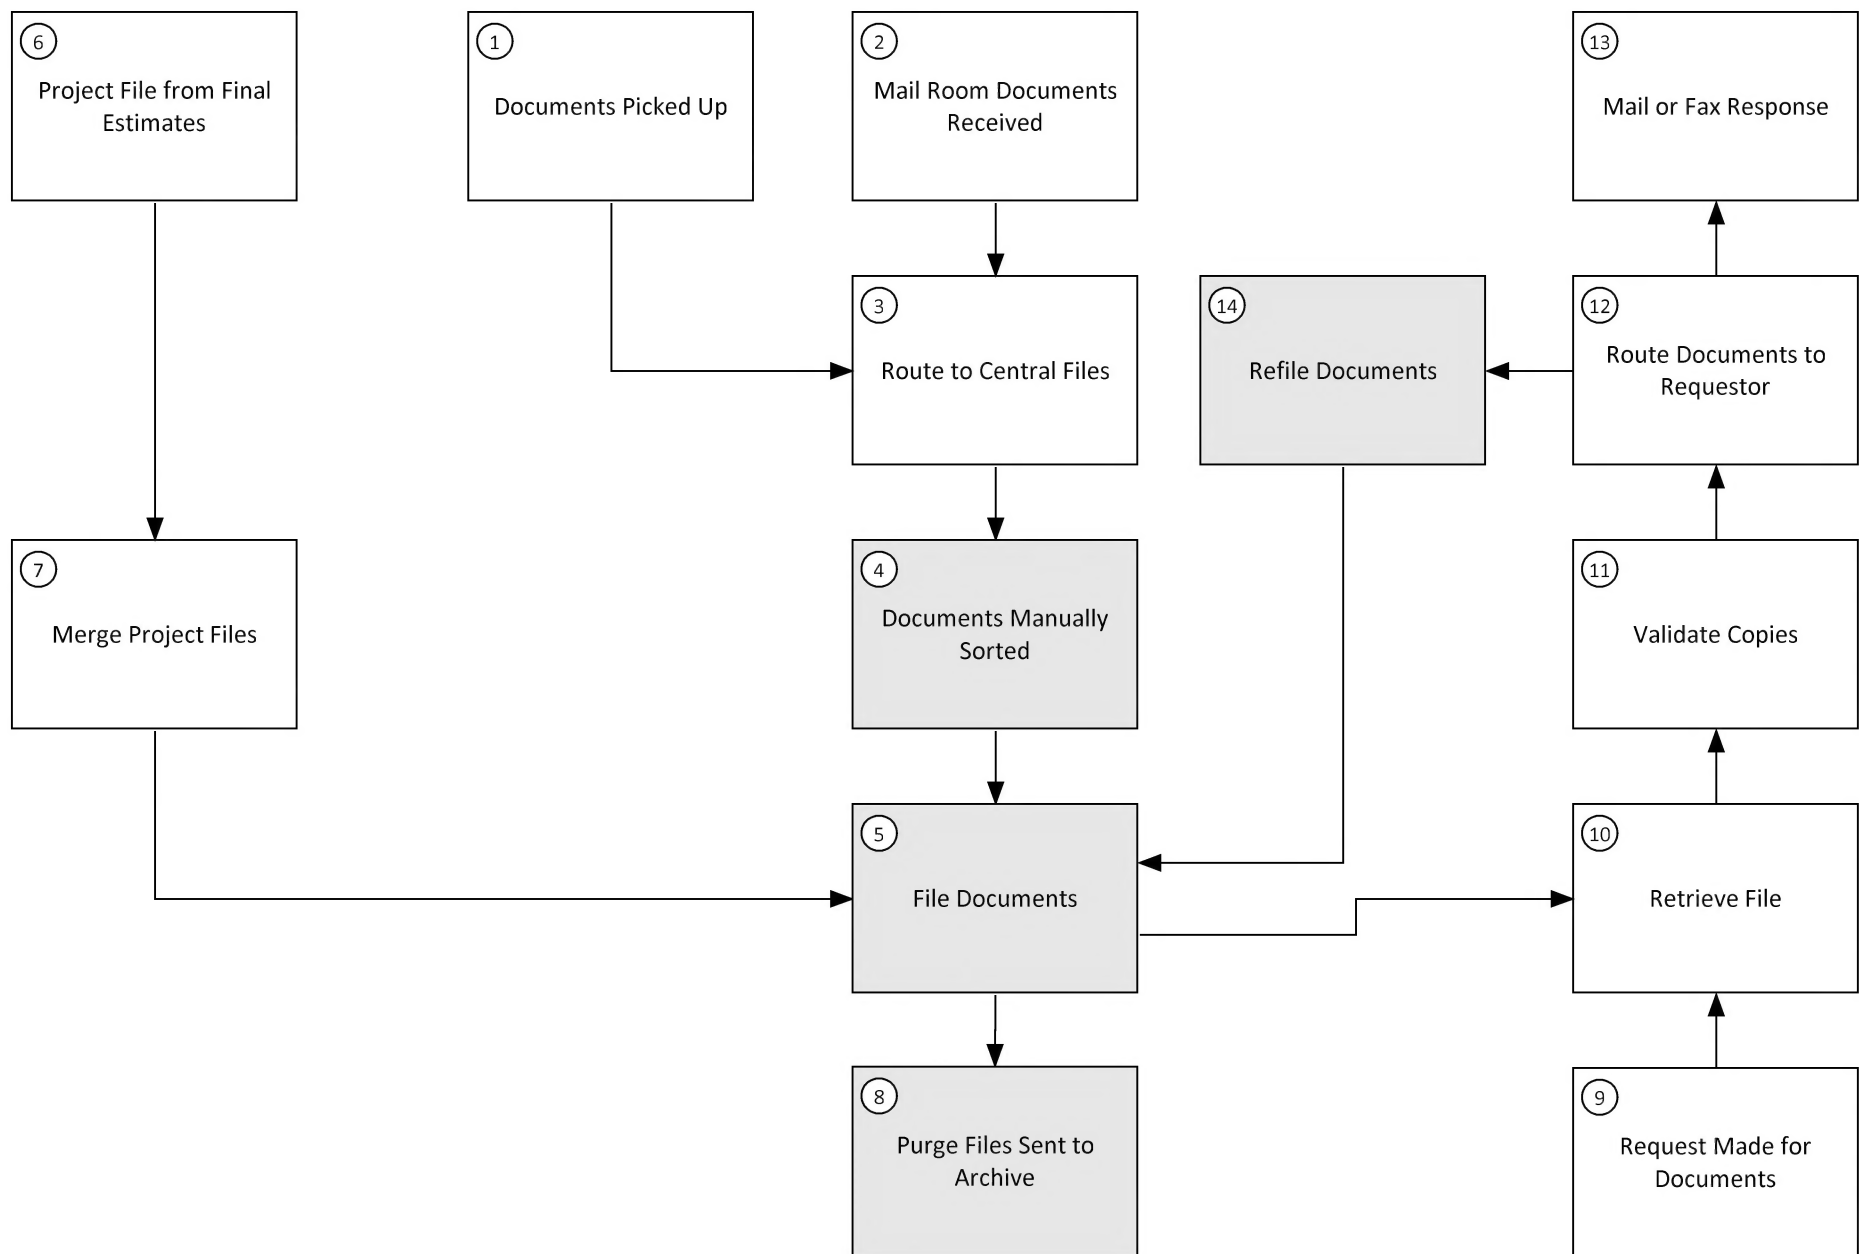 6
Project File from Final
Estimates
1
Documents Picked Up
2
Mail Room Documents
Received
13
Mail or Fax Response
3
Route to Central Files
14
Refile Documents
12
Route Documents to
Requestor
7
Merge Project Files
4
Documents Manually
Sorted
11
Validate Copies
5
File Documents
10
Retrieve File
8
Purge Files Sent to
Archive
9
Request Made for
Documents